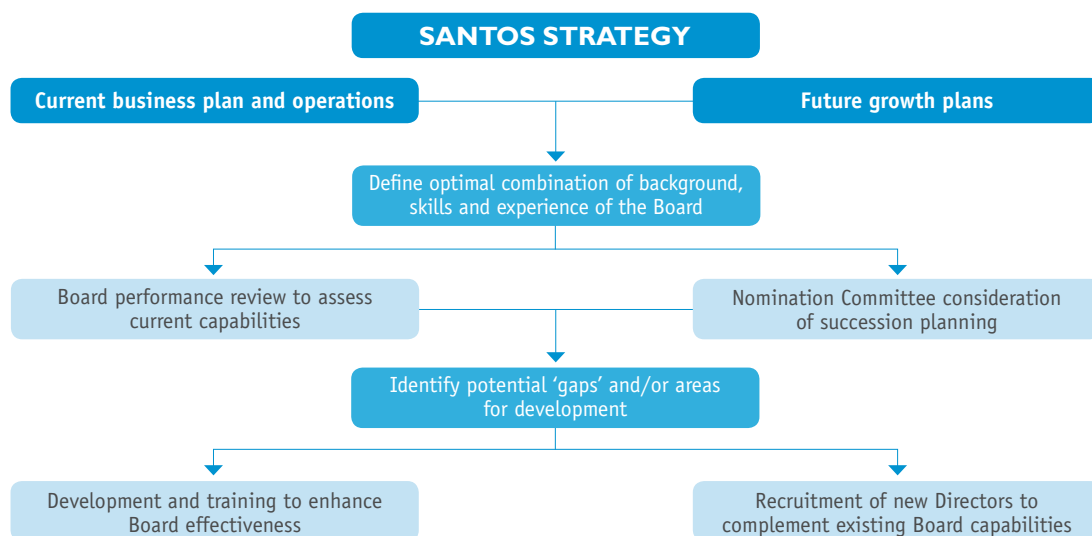 SANTOS STRATEGY
Current business plan and operations
Future growth plans
Define optimal combination of background,
skills and experience of the Board
Board performance review to assess
current capabilities
Nomination Committee consideration
of succession planning
Identify potential ‘gaps’ and/or areas
for development
Development and training to enhance
Board effectiveness
Recruitment of new Directors to
complement existing Board capabilities